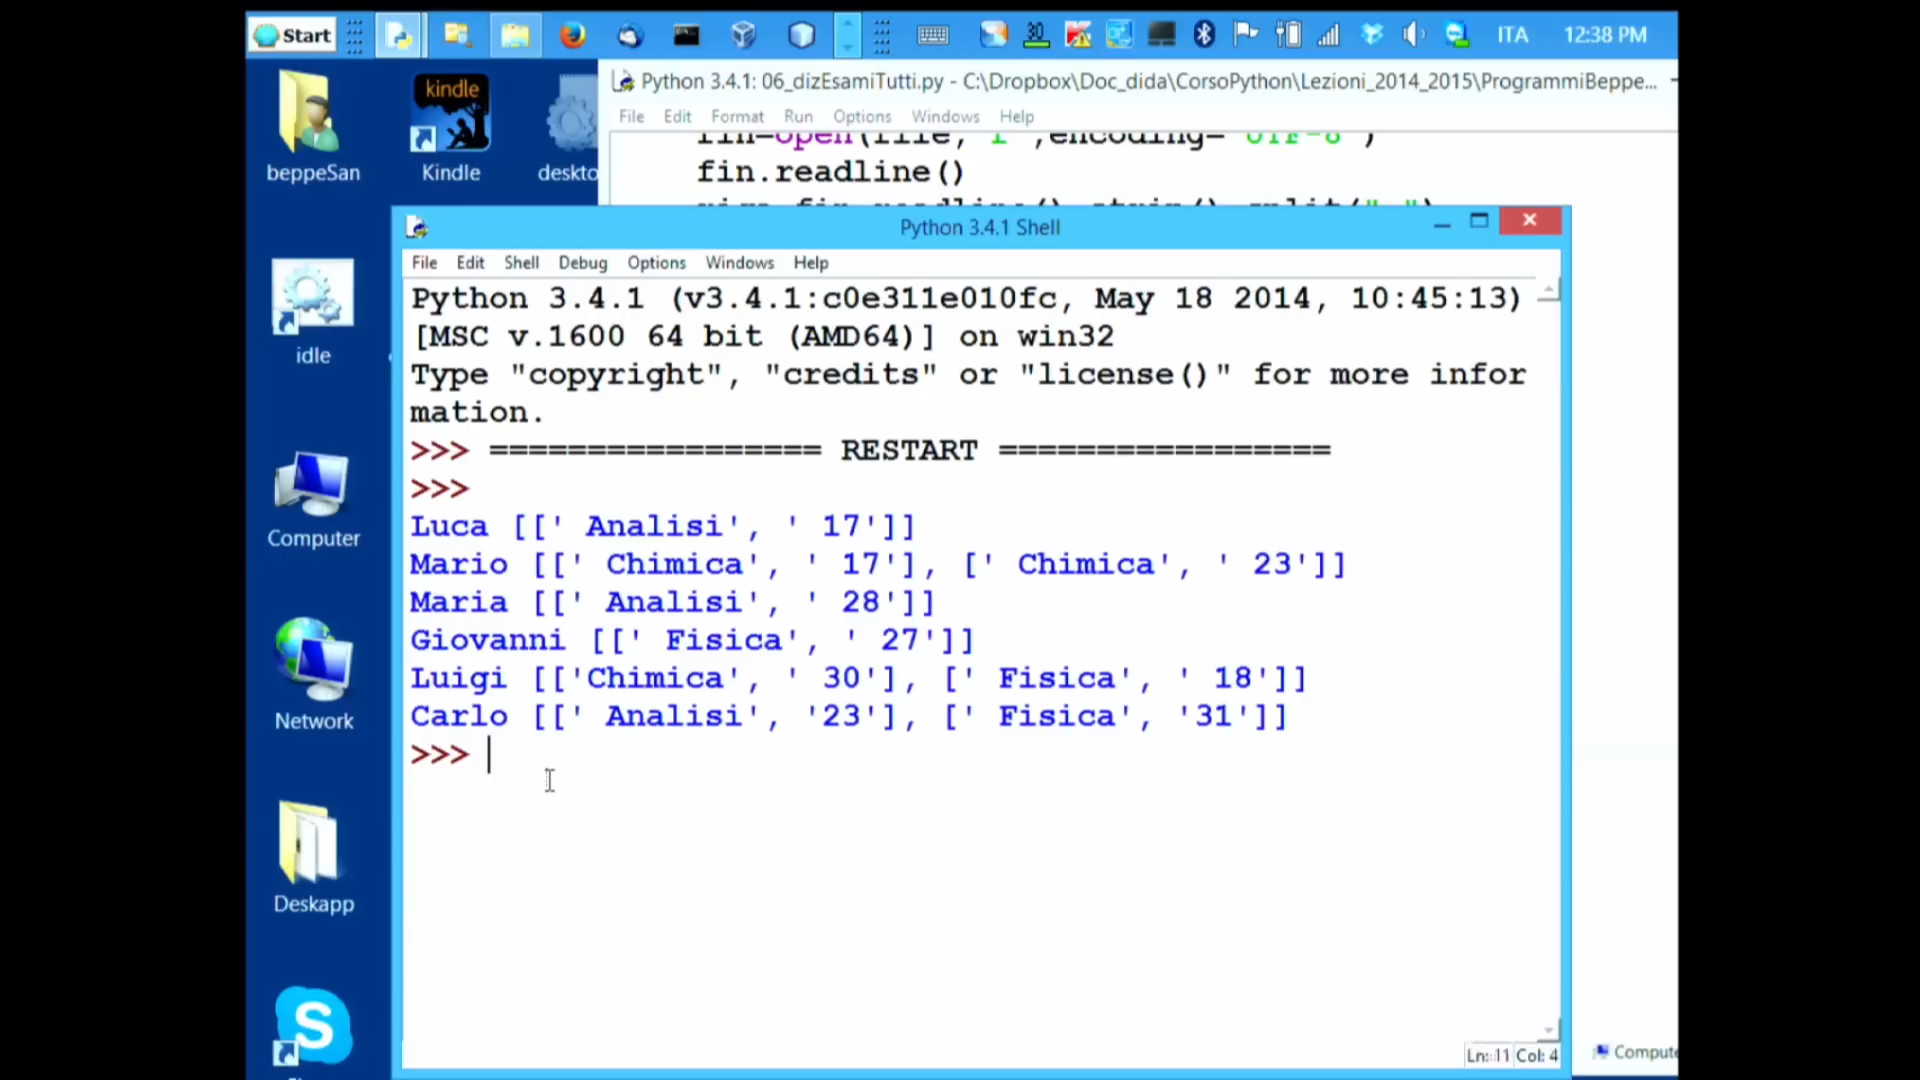 Start
30
ITA
12:38 PM
beppeSan
kindle
Kindle
deskto
idle
Computer
Network
Deskapp
S
Python 3.4.1: 06_dizEsamiTutti.py - C:\Dropbox\Doc_dida\CorsoPython\Lezioni_2014_2015\ProgrammiBeppe...
File Edit Format Run Options Windows Help
fin=open(file,"r",encoding="UTF-8")
fin.readline()
Python 3.4.1 Shell
File Edit Shell Debug Options Windows Help
Python 3.4.1 (v3.4.1:c0e311e010fc, May 18 2014, 10:45:13)
[MSC v.1600 64 bit (AMD64)] on win32
Type "copyright", "credits" or "license()" for more infor
mation.
>>> ================= RESTART =================
>>>
Luca [[' Analisi', ' 17']]
Mario [[' Chimica', ' 17'], [' Chimica', ' 23']]
Maria [[' Analisi', ' 28']]
Giovanni [[' Fisica', ' 27']]
Luigi [['Chimica', ' 30'], [' Fisica', ' 18']]
Carlo [[' Analisi', '23'], [' Fisica', '31']]
>>>
Ln: 11 Col: 4
Compute